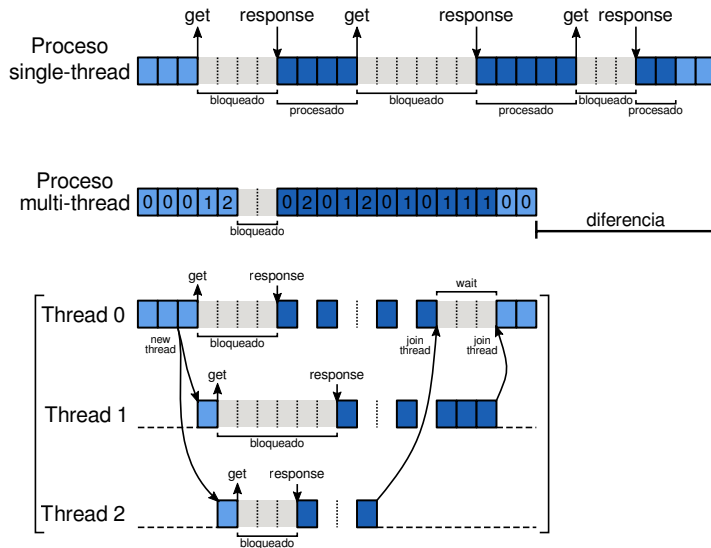 get response get response get response
Proceso
single-thread
bloqueado bloqueado bloqueado
procesado procesado procesado
Proceso
multi-thread
0 0 0 1 2 0 2 0 1 2 0 1 0 1 1 1 0 0
bloqueado
diferencia
get response wait
Thread 0
new
thread
bloqueado
join
thread
join
thread
get response
Thread 1
bloqueado
get response
Thread 2
bloqueado